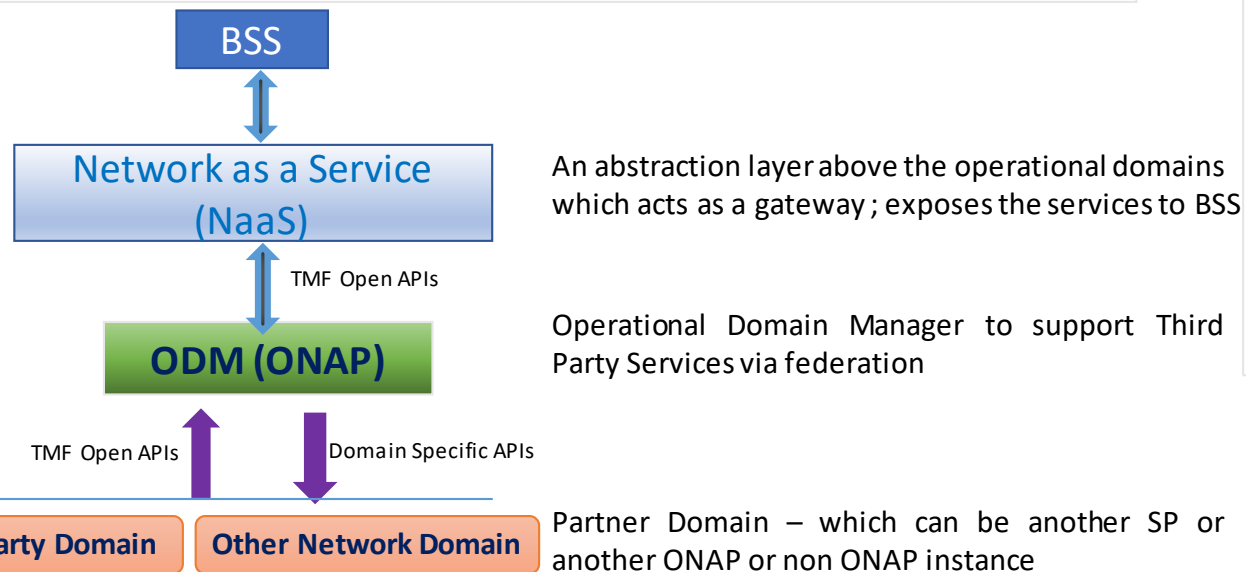 BSS
Network as a Service
(NaaS)
An abstraction layer above the operational domains
which acts as a gateway ; exposes the services to BSS
TMF Open APIs
ODM (ONAP)
Operational Domain Manager to support Third
Party Services via federation
TMF Open APIs
Domain Specific APIs
arty Domain
Other Network Domain
Partner Domain – which can be another SP or
another ONAP or non ONAP instance